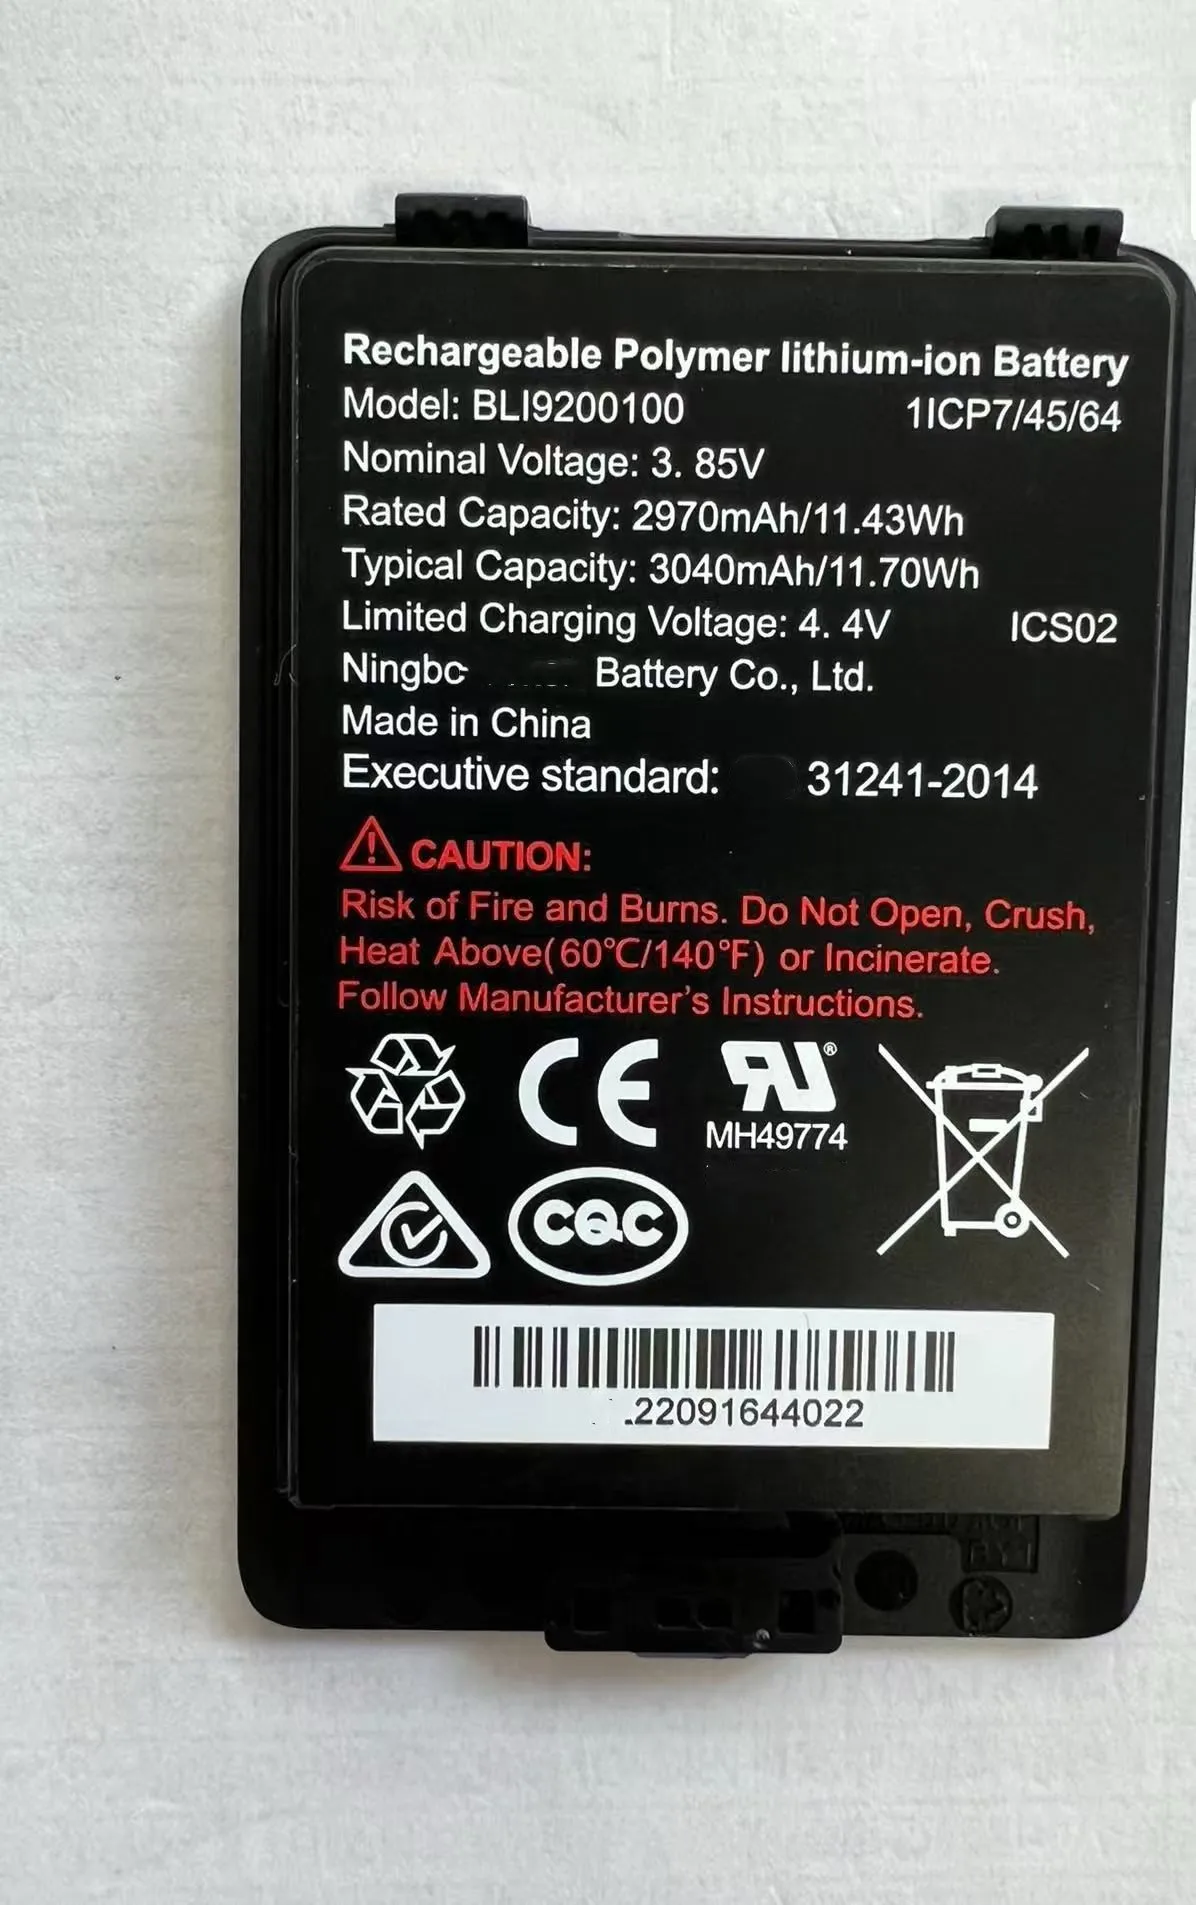 Rechargeable Polymer lithium-ion Battery
Model: BLI9200100 1ICP7/45/64
Nominal Voltage: 3. 85V
Rated Capacity: 2970mAh/11.43Wh
Typical Capacity: 3040mAh/11.70Wh
Limited Charging Voltage: 4. 4V ICS02
Battery Co., Ltd.
Made in China
Executive standard: 31241-2014
CAUTION:
Risk of Fire and Burns. Do Not Open, Crush,
Heat Above(60℃/140°F) or Incinerate.
Follow Manufacturer's Instructions.
CE
®
MH49774
CQC
.22091644022